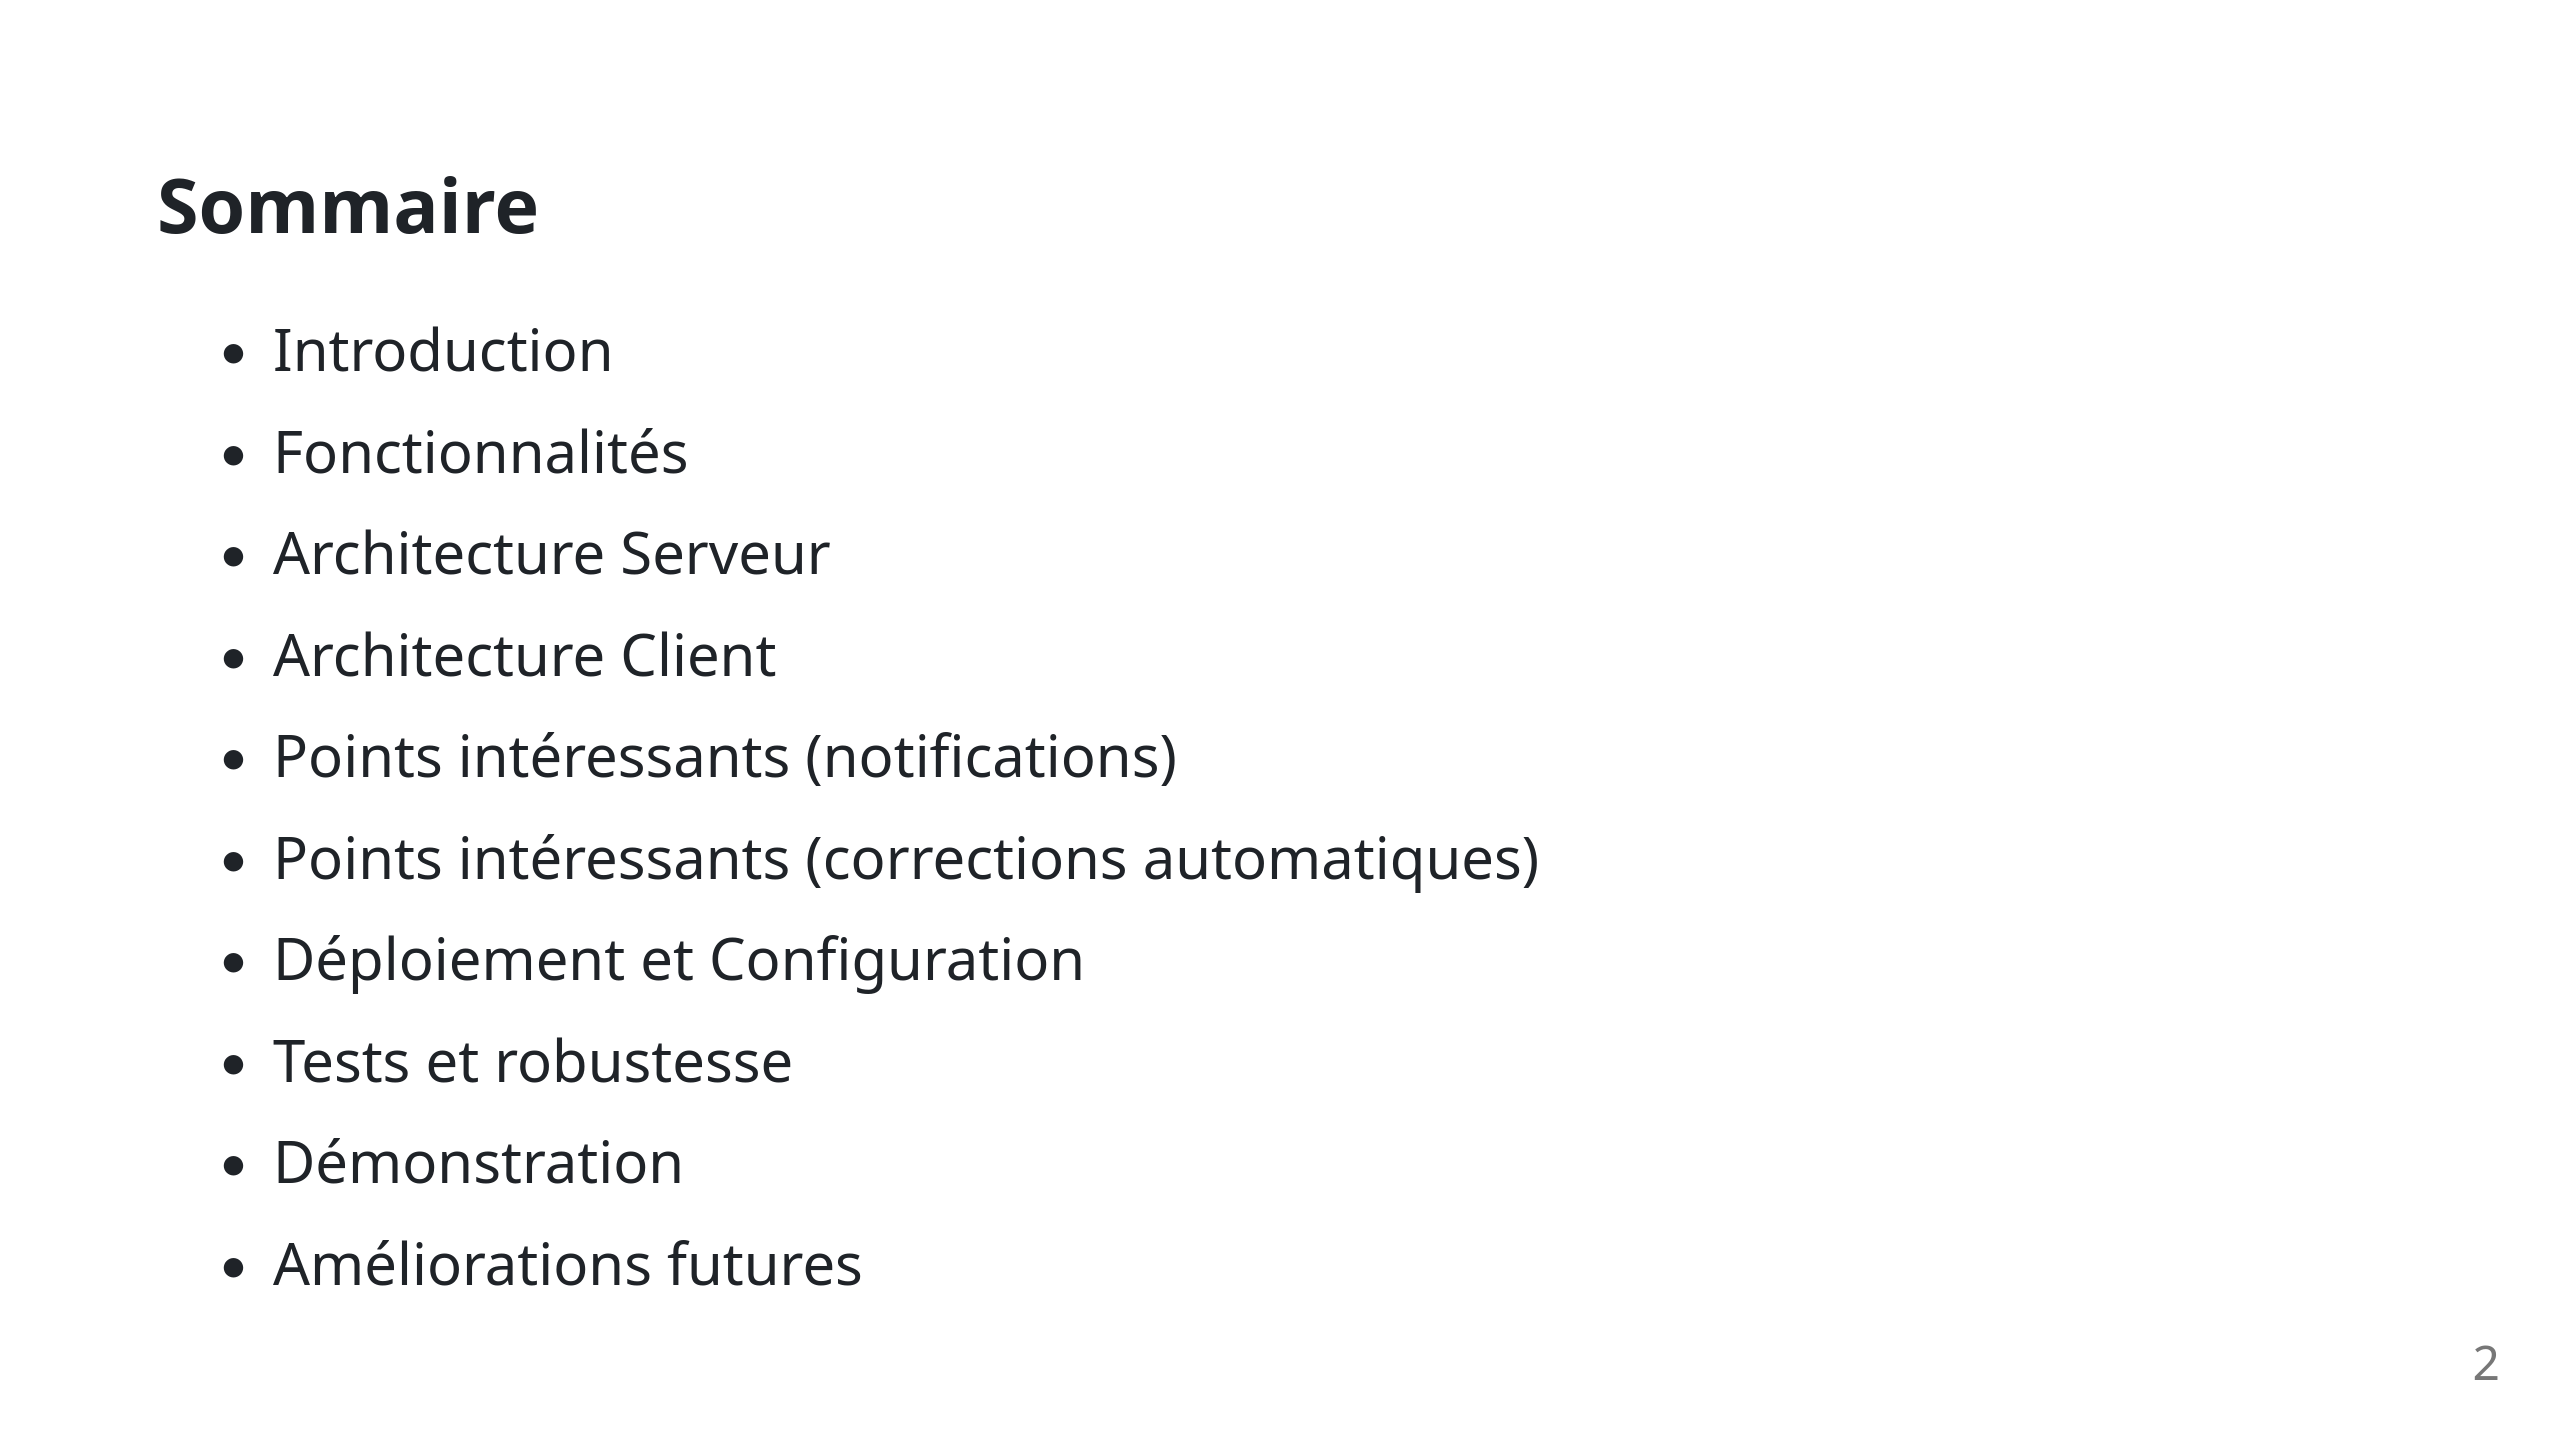 Sommaire
• Introduction
• Fonctionnalités
• Architecture Serveur
• Architecture Client
• Points intéressants (notifications)
• Points intéressants (corrections automatiques)
• Déploiement et Configuration
• Tests et robustesse
• Démonstration
• Améliorations futures
2